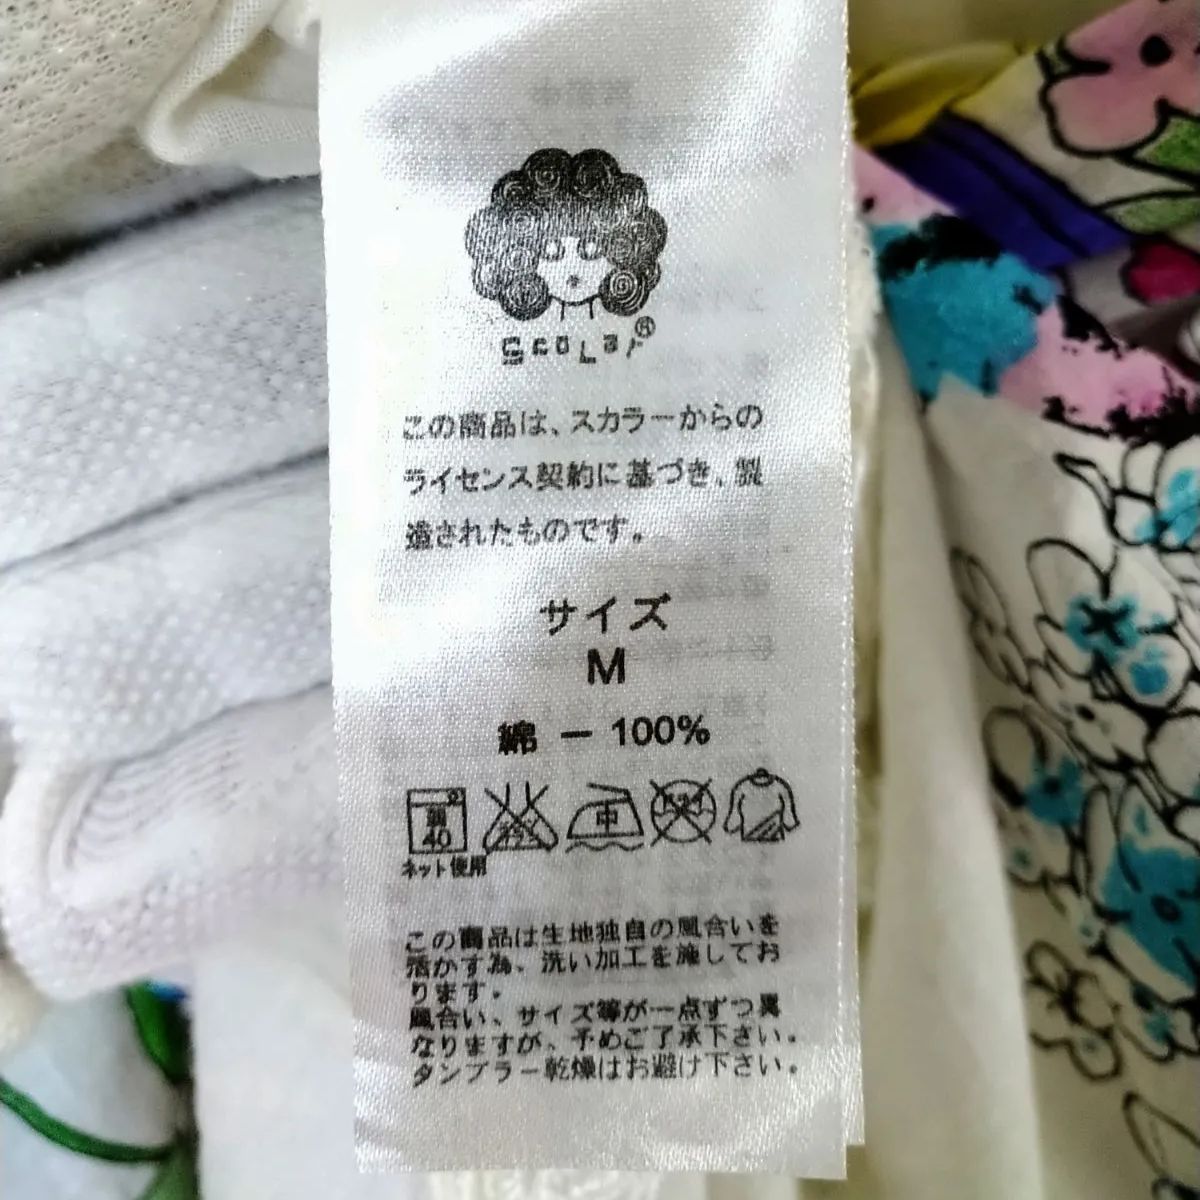 scoLar®
この商品は、スカラーからの
ライセンス契約に基づき、製
造されたものです。
サイズ
M
綿 ー 100%
40
中
ネット使用
この商品は生地独自の風合いを
活かす為、洗い加工を施してお
ります。
風合い、サイズ等が一点ずつ異
なりますが、予めご了承下さい。
タンブラー乾燥はお避け下さい。